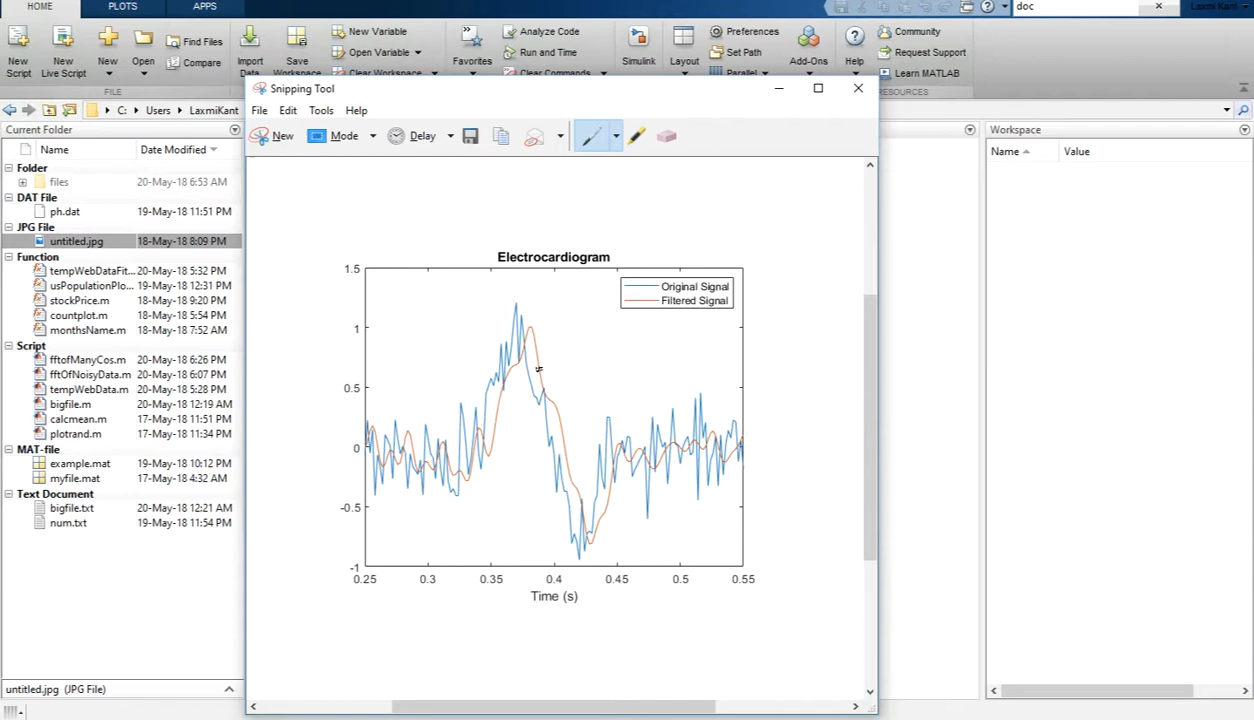 HOME PLOTS APPS
doc
Laxmi Kant
New Script
New Live Script
New
Open
Find Files
Compare
Import Data
Save Workspace
New Variable
Open Variable
Clear Workspace
Favorites
Analyze Code
Run and Time
Clear Commands
Simulink
Layout
Preferences
Set Path
Parallel
Add-Ons
Help
Community
Request Support
Learn MATLAB
FILE
RESOURCES
C: Users LaxmiKant
Current Folder
Name Date Modified
Folder
files 20-May-18 6:53 AM
DAT File
ph.dat 19-May-18 11:51 PM
JPG File
untitled.jpg 18-May-18 8:09 PM
Function
tempWebDataFit... 20-May-18 5:32 PM
usPopulationPlo... 19-May-18 12:31 PM
stockPrice.m 18-May-18 9:20 PM
countplot.m 18-May-18 5:54 PM
monthsName.m 18-May-18 7:52 AM
Script
fftofManyCos.m 20-May-18 6:26 PM
fftOfNoisyData.m 20-May-18 6:07 PM
tempWebData.m 20-May-18 5:28 PM
bigfile.m 20-May-18 12:19 AM
calcmean.m 17-May-18 11:51 PM
plotrand.m 17-May-18 11:34 PM
MAT-file
example.mat 19-May-18 10:12 PM
myfile.mat 17-May-18 4:32 AM
Text Document
bigfile.txt 20-May-18 12:21 AM
num.txt 19-May-18 11:54 PM
untitled.jpg (JPG File)
Snipping Tool
File Edit Tools Help
New Mode Delay
Electrocardiogram
Original Signal
Filtered Signal
1.5
1
0.5
0
-0.5
-1
0.25 0.3 0.35 0.4 0.45 0.5 0.55
Time (s)
Workspace
Name Value